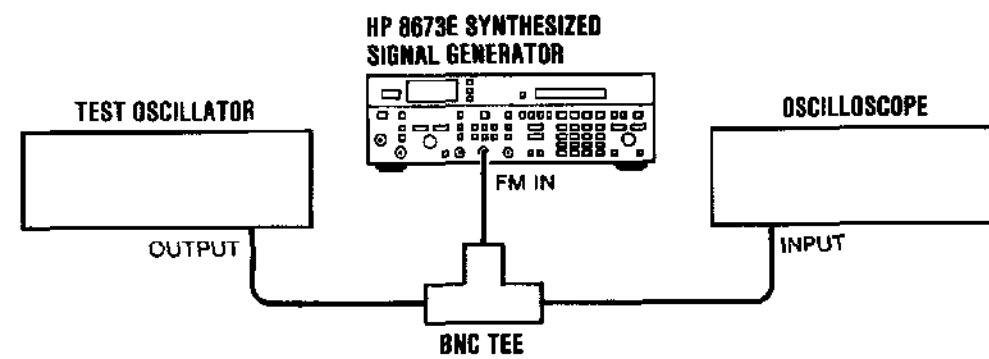 HP 8673E SYNTHESIZED
SIGNAL GENERATOR
TEST OSCILLATOR
OSCILLOSCOPE
FM IN
OUTPUT
INPUT
BNC TEE